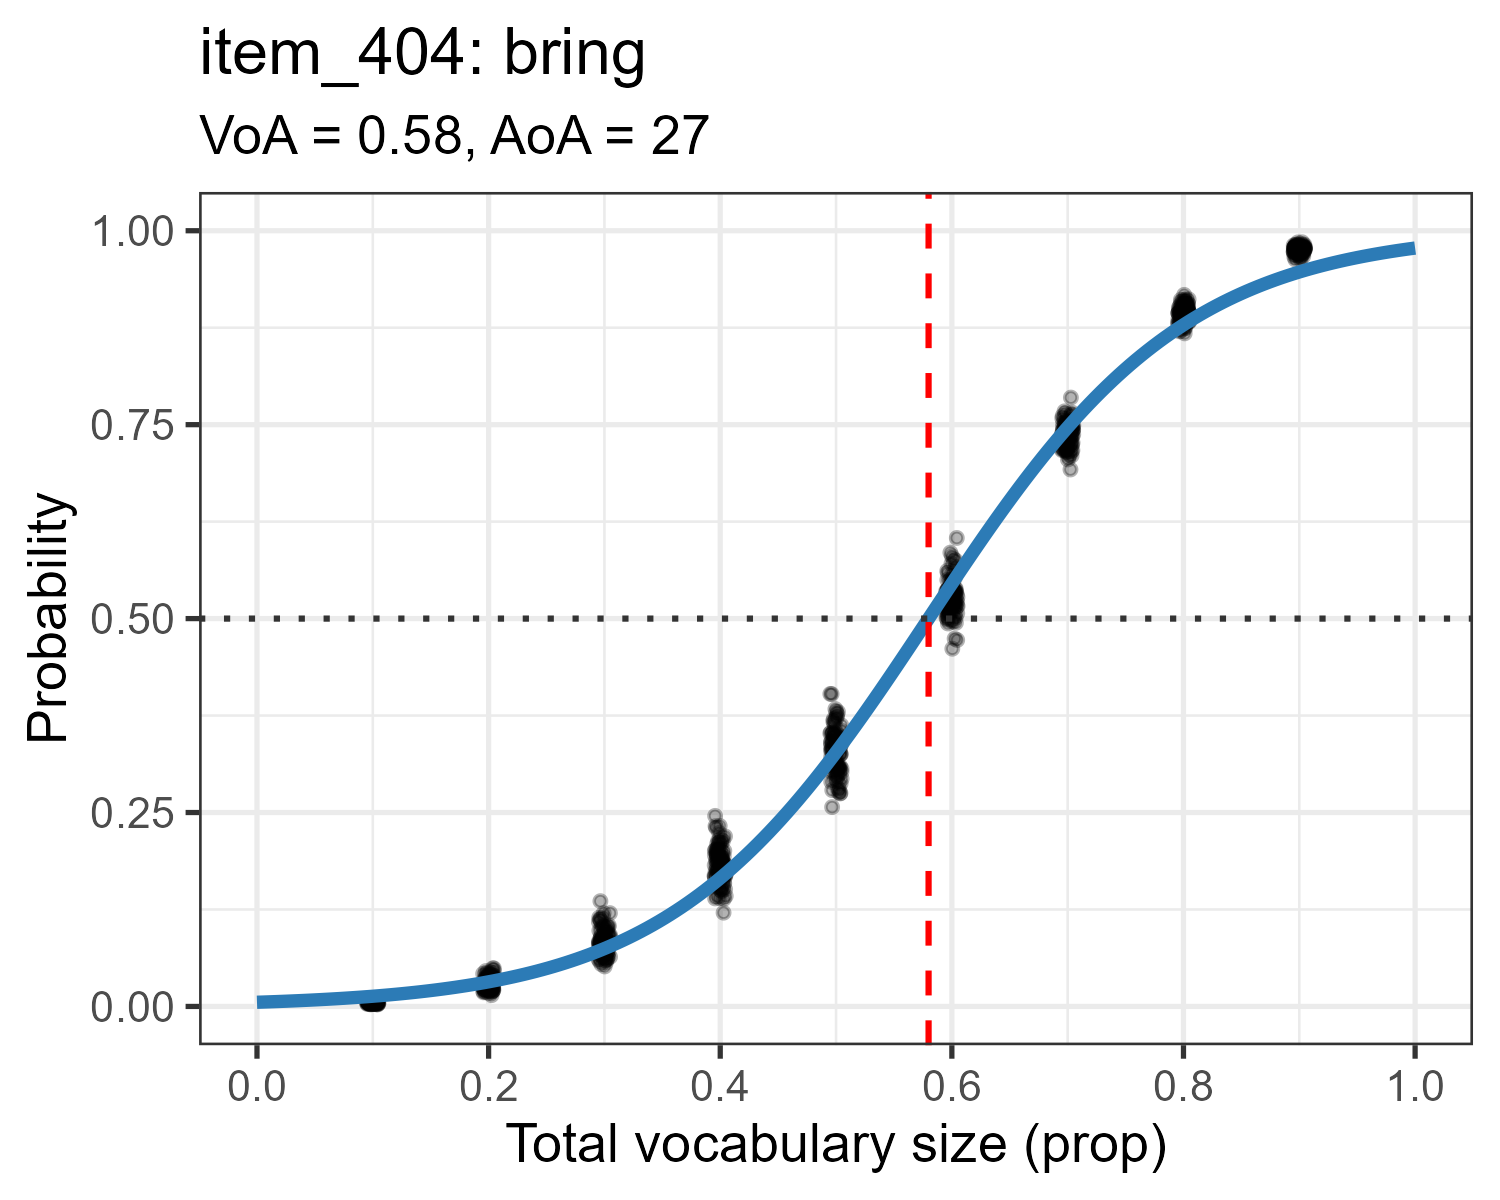 item_404: bring
VoA = 0.58, AoA = 27
1.00
0.75
0.50
0.25
0.00
Probability
0.0 0.2 0.4 0.6 0.8 1.0
Total vocabulary size (prop)